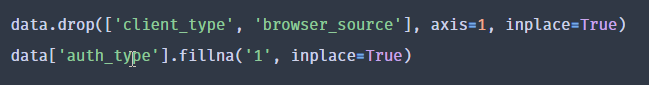 data.drop(['client_type', 'browser_source'], axis=1, inplace=True)
data['auth_type'].fillna('1', inplace=True)